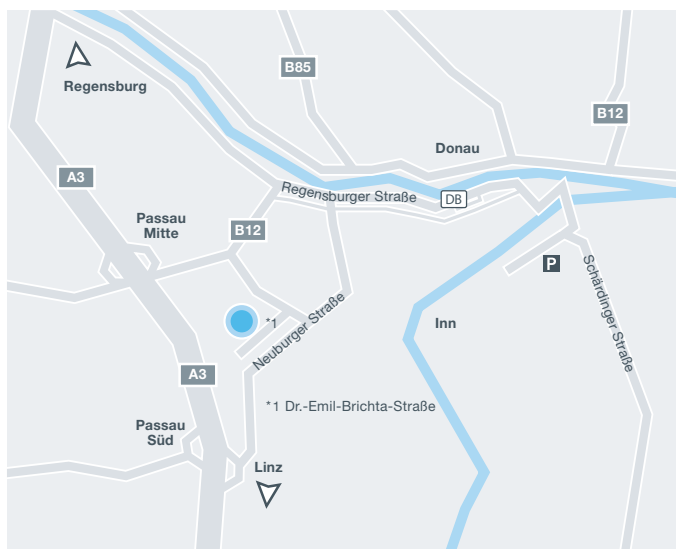 Regensburg
B85
B12
Donau
A3
Regensburger Straße
DB
Passau
Mitte
B12
P
Schärdinger Straße
*1
Neuburger Straße
Inn
A3
*1 Dr.-Emil-Brichta-Straße
Passau
Süd
Linz